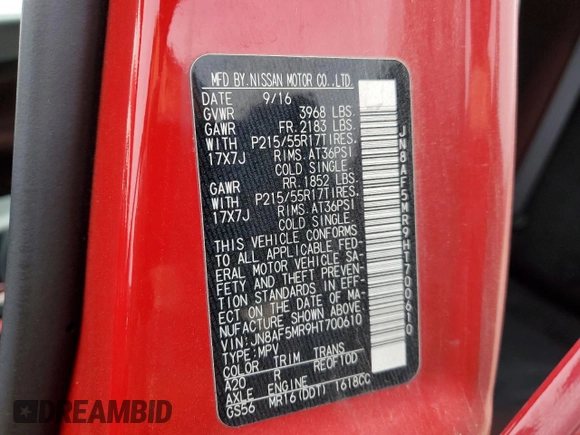 MFD BY.NISSAN MOTOR CO.,LTD.
DATE 9/16
GVWR 3968 LBS.
GAWR FR. 2183 LBS.
WITH P215/55R17TIRES.
17X7J RIMS.AT36PSI
COLD SINGLE.
GAWR RR. 1852 LBS.
WITH P215/55R17TIRES.
17X7J RIMS.AT36PSI
COLD SINGLE.
THIS VEHICLE CONFORMS
TO ALL APPLICABLE FED-
ERAL MOTOR VEHICLE SA-
FETY AND THEFT PREVEN-
TION STANDARDS IN EFF-
ECT ON THE DATE OF MA-
NUFACTURE SHOWN ABOVE.
VIN: JN8AF5MR9HT700610
TYPE:MPV
COLOR TRIM TRANS
A20 R RE0F10D
AXLE ENGINE
GS56 MR16(DDT) 1618CC
JN8AF5MR9HT700610
DREAMBID
.COM